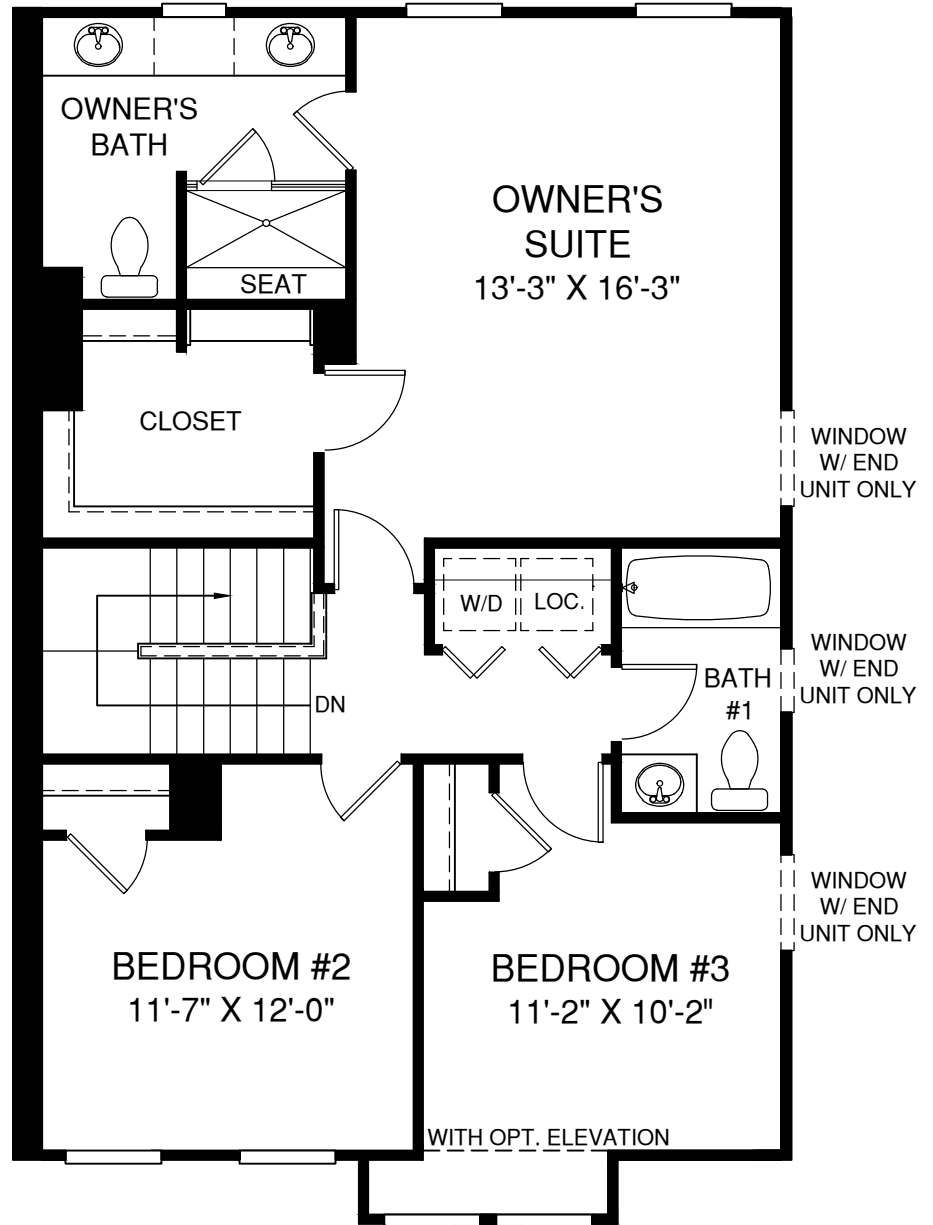 OWNER'S
BATH
OWNER'S
SUITE
13'-3" X 16'-3"
SEAT
CLOSET
WINDOW
W/ END
UNIT ONLY
W/D
LOC.
WINDOW
W/ END
UNIT ONLY
BATH
#1
DN
WINDOW
W/ END
UNIT ONLY
BEDROOM #2
11'-7" X 12'-0"
BEDROOM #3
11'-2" X 10'-2"
WITH OPT. ELEVATION